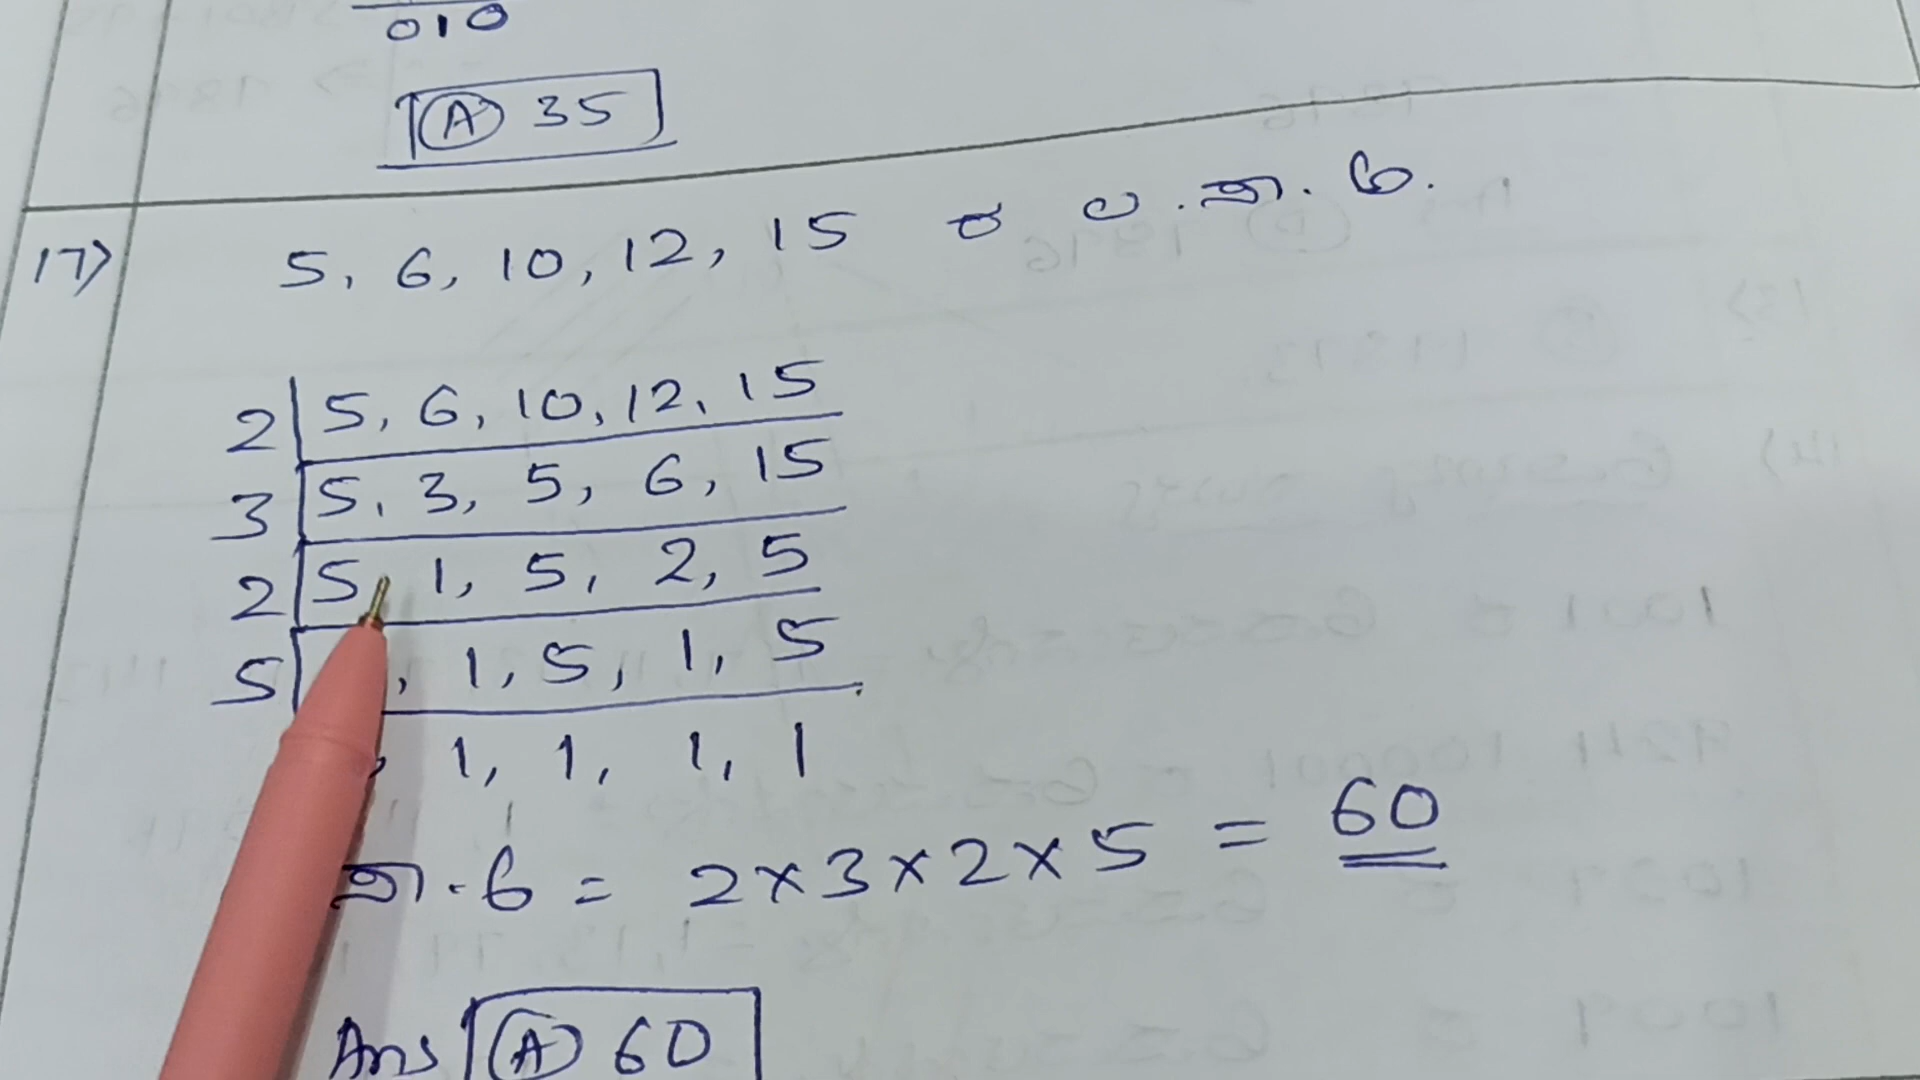 010
(A) 35
17) 5, 6, 10, 12, 15 ಲ.ಸಾ.ಅ.
2 | 5, 6, 10, 12, 15
3 | 5, 3, 5, 6, 15
2 | 5, 1, 5, 2, 5
5 | , 1, 5, 1, 5
, 1, 1, 1, 1
= 2×3×2×5 = 60
Ans (A) 60